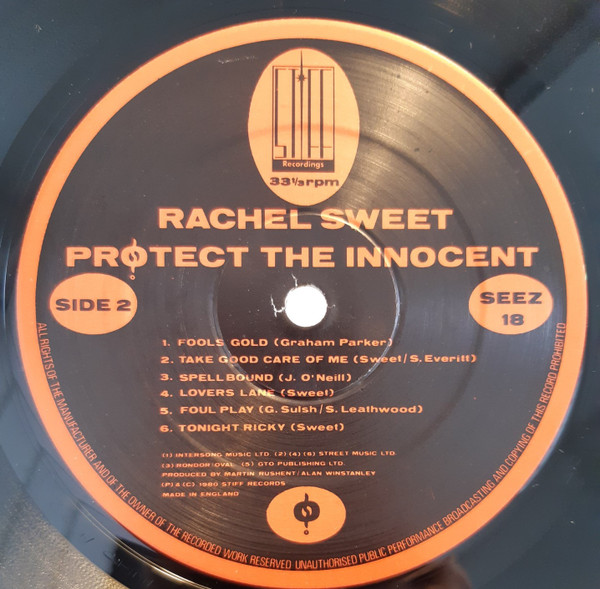 STIFF
Recordings
33⅓ rpm
RACHEL SWEET
PROTECT THE INNOCENT
SIDE 2
SEEZ
18
1. FOOLS GOLD (Graham Parker)
2. TAKE GOOD CARE OF ME (Sweet/S. Everitt)
3. SPELLBOUND (J. O'Neill)
4. LOVERS LANE (Sweet)
5. FOUL PLAY (G. Sulsh/S. Leathwood)
6. TONIGHT RICKY (Sweet)
(1) INTERSONG MUSIC LTD. (2) (4) (6) STREET MUSIC LTD.
(3) RONDOR/OVAL. (5) GTO PUBLISHING LTD.
PRODUCED BY MARTIN RUSHENT/ALAN WINSTANLEY
(P) & (C) 1980 STIFF RECORDS
MADE IN ENGLAND
ALL RIGHTS OF THE MANUFACTURER AND OF THE OWNER OF THE RECORDED WORK RESERVED UNAUTHORISED PUBLIC PERFORMANCE BROADCASTING AND COPYING OF THIS RECORD PROHIBITED